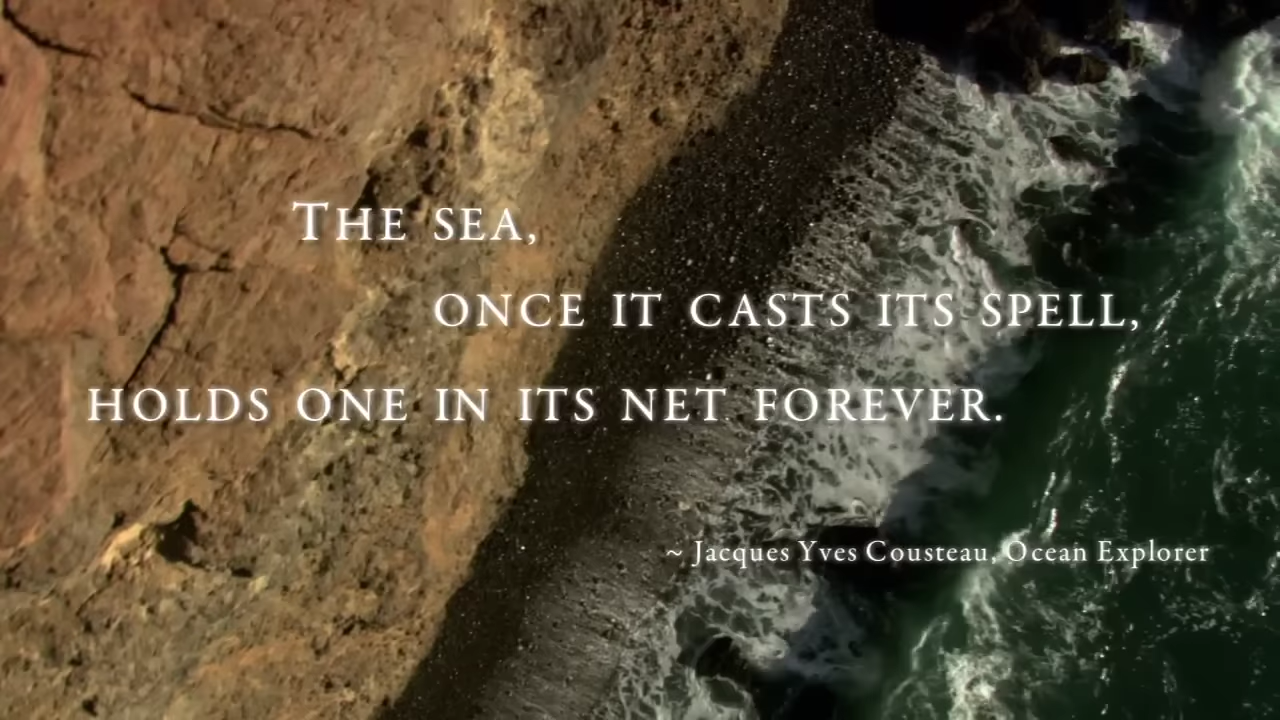 The sea,
once it casts its spell,
holds one in its net forever.
~ Jacques Yves Cousteau, Ocean Explorer